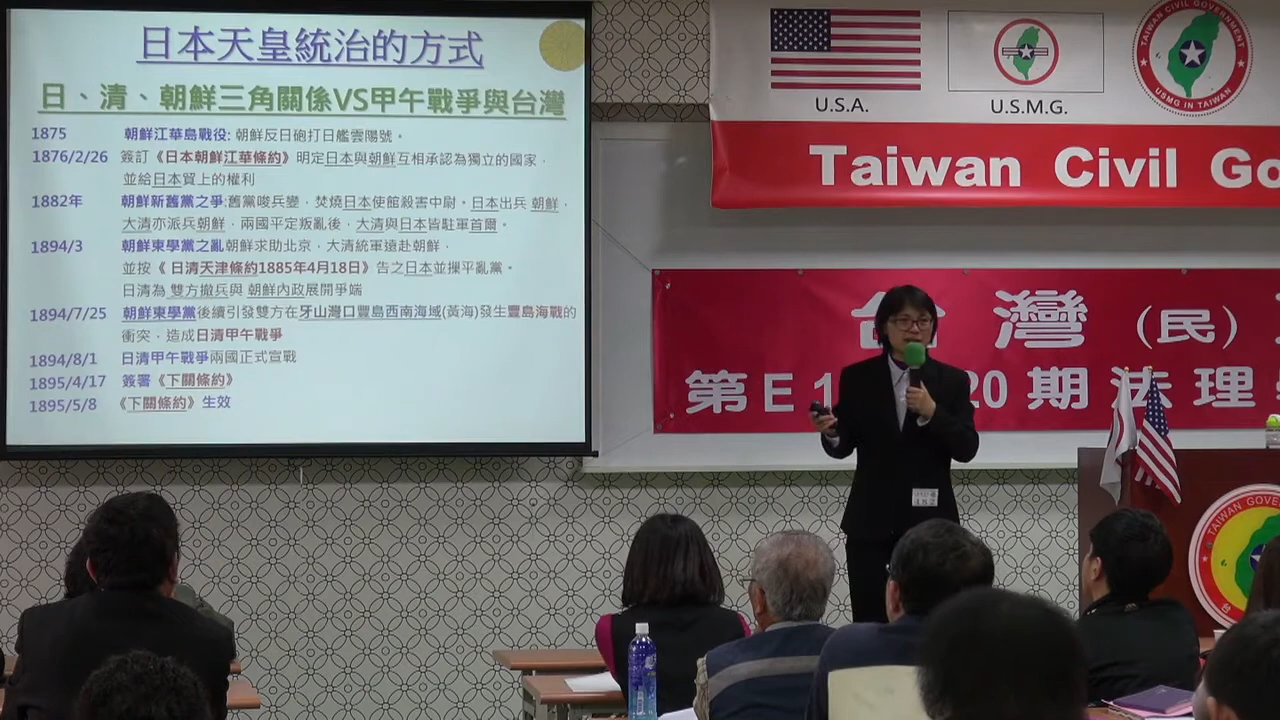 日本天皇統治的方式
日、清、朝鮮三角關係VS甲午戰爭與台灣
1875 朝鮮江華島戰役: 朝鮮反日砲打日艦雲陽號。
1876/2/26 簽訂《日本朝鮮江華條約》明定日本與朝鮮互相承認為獨立的國家，
並給日本貿上的權利
1882年 朝鮮新舊黨之爭:舊黨唆兵變，焚燒日本使館殺害中尉。日本出兵 朝鮮，
大清亦派兵朝鮮，兩國平定叛亂後，大清與日本皆駐軍首爾。
1894/3 朝鮮東學黨之亂朝鮮求助北京，大清統軍遠赴朝鮮，
並按《 日清天津條約1885年4月18日》告之日本並摷平亂黨。
日清為 雙方撤兵與 朝鮮內政展開爭端
1894/7/25 朝鮮東學黨後續引發雙方在牙山灣口豐島西南海域(黃海)發生豐島海戰的
衝突，造成日清甲午戰爭
1894/8/1 日清甲午戰爭兩國正式宣戰
1895/4/17 簽署《下關條約》
1895/5/8 《下關條約》生效
U.S.A.
U.S.M.G.
TAIWAN CIVIL GOVERNMENT
USMG IN TAIWAN
Taiwan Civil Go
台灣(民)
第E1 20期法理
TAIWAN GOVER